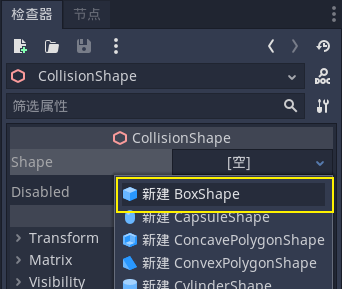 检查器 节点
CollisionShape
DOC
筛选属性
CollisionShape
Shape [空]
Disabled
新建 BoxShape
新建 CapsuleShape
Transform
新建 ConcavePolygonShape
Matrix
新建 ConvexPolygonShape
Visibility
新建 CylinderShape